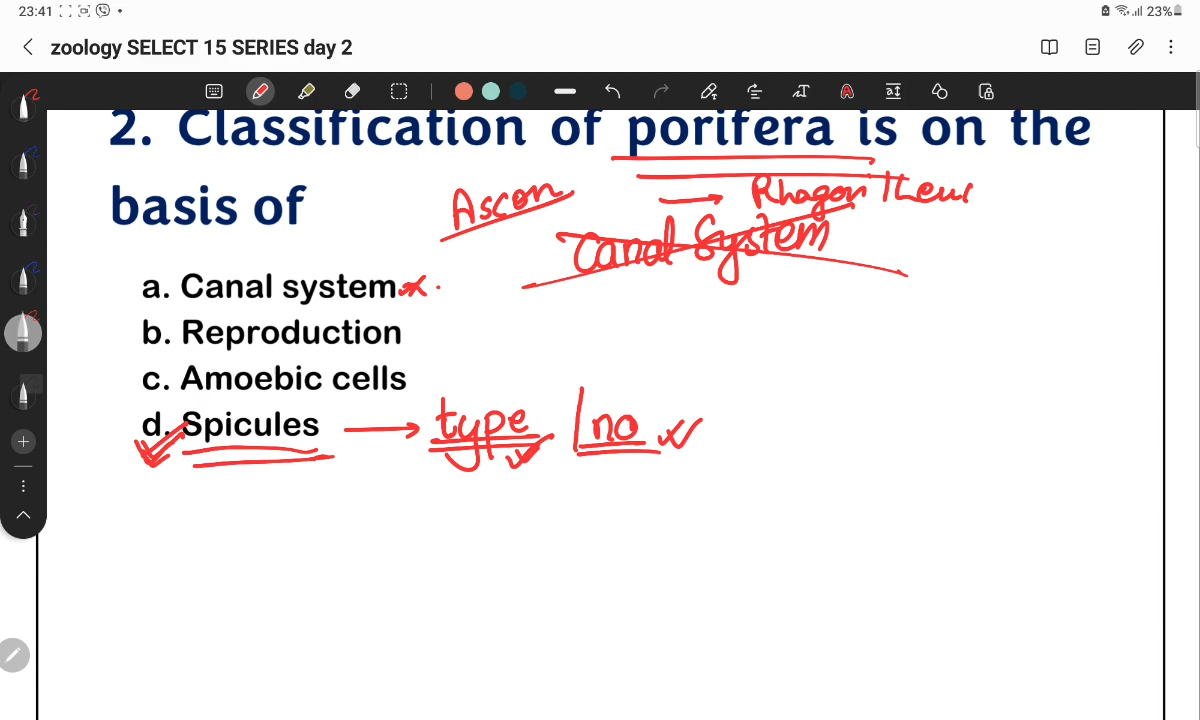 23:41
23%
zoology SELECT 15 SERIES day 2
2. Classification of porifera is on the
basis of
Ascon
Rhagon
Canal System
a. Canal system
b. Reproduction
c. Amoebic cells
d. Spicules → type / no